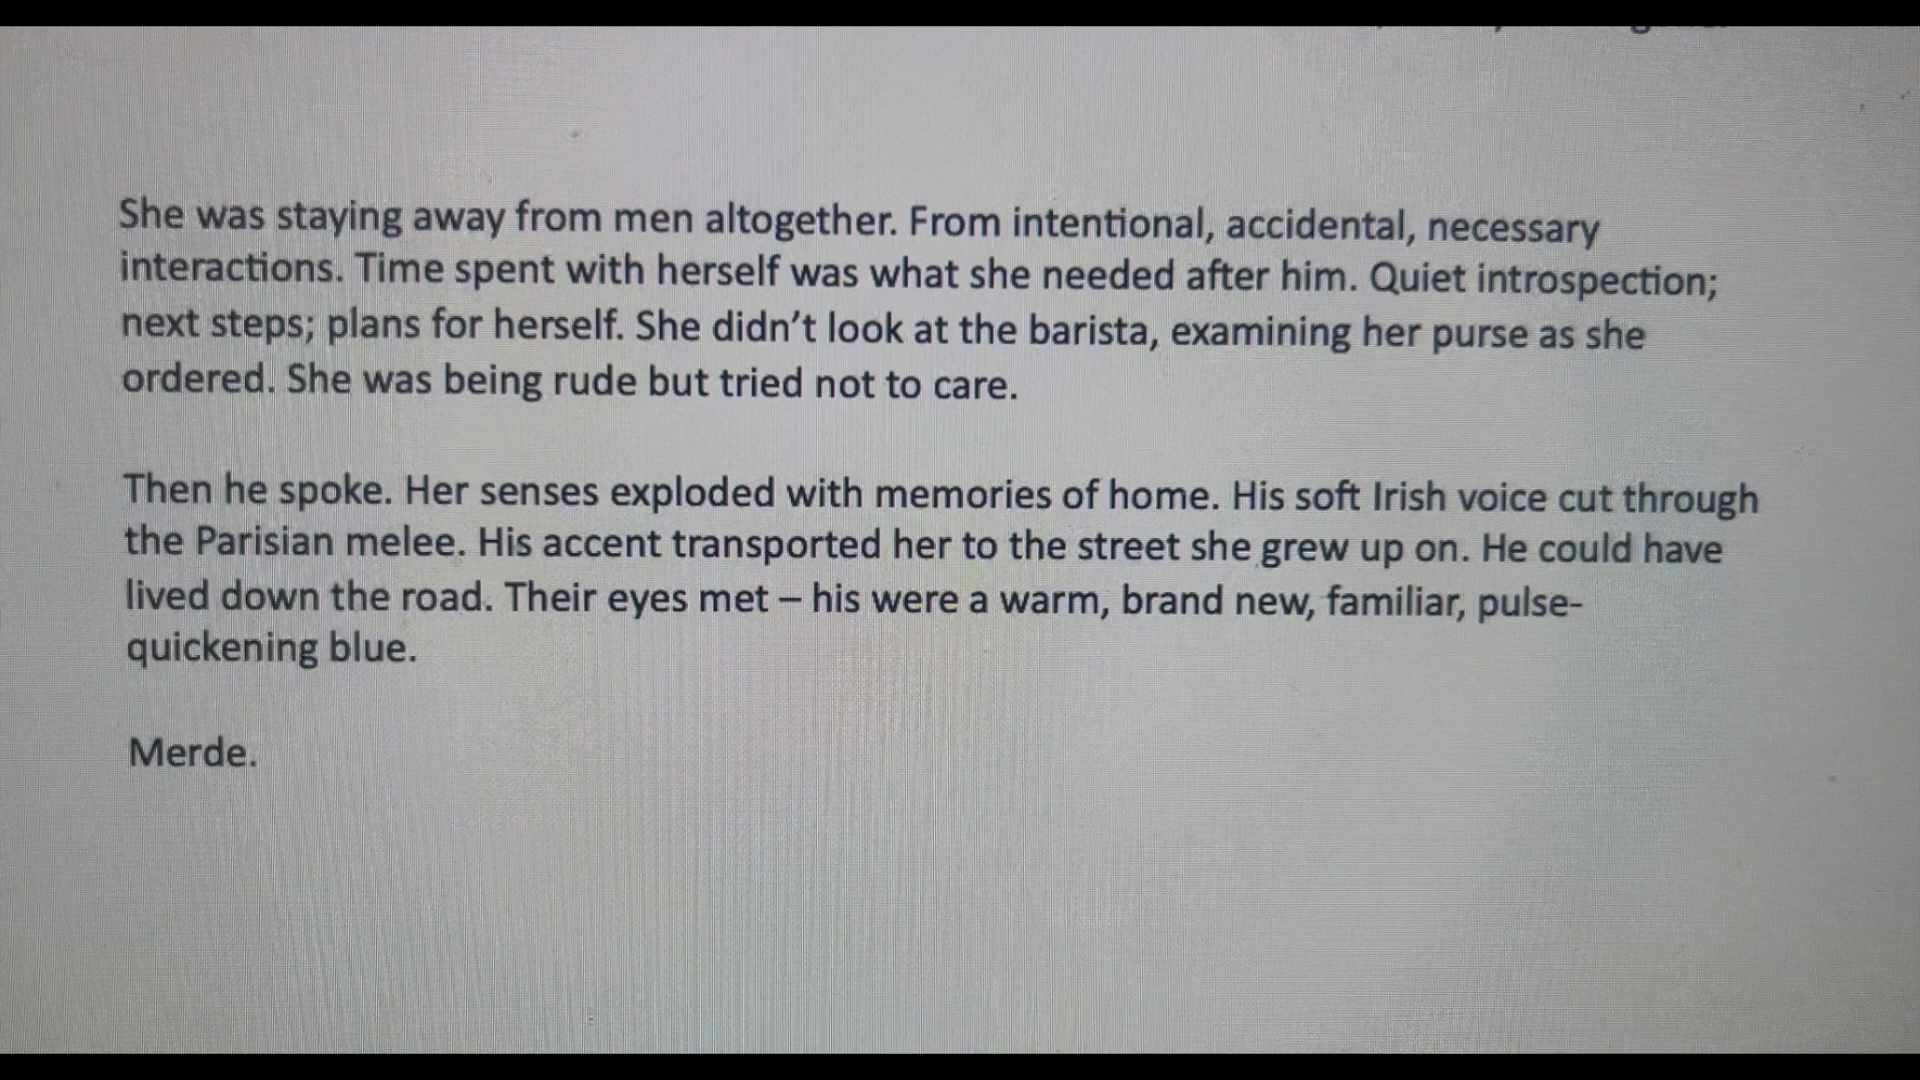 She was staying away from men altogether. From intentional, accidental, necessary
interactions. Time spent with herself was what she needed after him. Quiet introspection;
next steps; plans for herself. She didn’t look at the barista, examining her purse as she
ordered. She was being rude but tried not to care.
Then he spoke. Her senses exploded with memories of home. His soft Irish voice cut through
the Parisian melee. His accent transported her to the street she grew up on. He could have
lived down the road. Their eyes met – his were a warm, brand new, familiar, pulse-
quickening blue.
Merde.